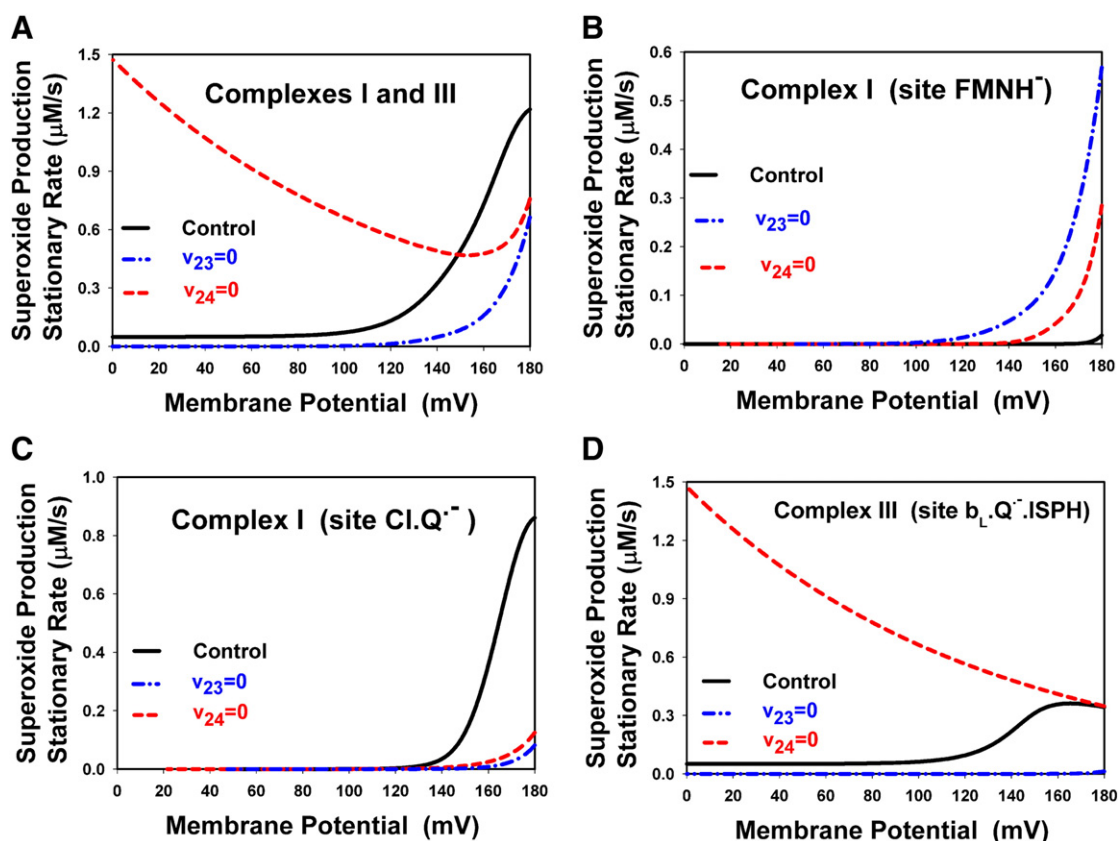 A
Superoxide Production
Stationary Rate (μM/s)
1.5
1.2
0.9
0.6
0.3
0.0
Complexes I and III
Control
v23=0
v24=0
0 20 40 60 80 100 120 140 160 180
Membrane Potential (mV)
B
Superoxide Production
Stationary Rate (μM/s)
0.6
0.5
0.4
0.3
0.2
0.1
0.0
Complex I (site FMNH⁻)
Control
v23=0
v24=0
0 20 40 60 80 100 120 140 160 180
Membrane Potential (mV)
C
Superoxide Production
Stationary Rate (μM/s)
1.0
0.8
0.6
0.4
0.2
0.0
Complex I (site CI.Q·⁻)
Control
v23=0
v24=0
0 20 40 60 80 100 120 140 160 180
Membrane Potential (mV)
D
Superoxide Production
Stationary Rate (μM/s)
1.5
1.2
0.9
0.6
0.3
0.0
Complex III (site bL.Q·⁻.ISPH)
Control
v23=0
v24=0
0 20 40 60 80 100 120 140 160 180
Membrane Potential (mV)